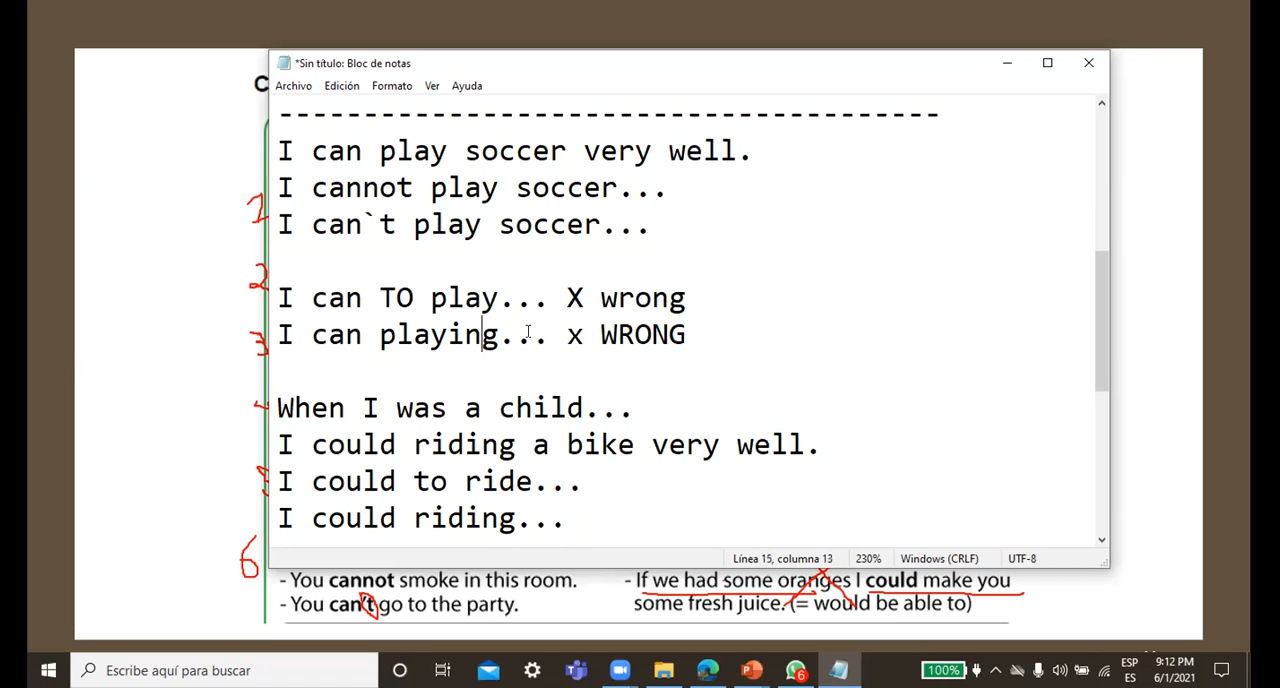 C
*Sin título: Bloc de notas
Archivo Edición Formato Ver Ayuda
---------------------------------------
I can play soccer very well.
I cannot play soccer...
1
I can`t play soccer...
2
I can TO play... X wrong
I can playing... x WRONG
3
4
When I was a child...
I could riding a bike very well.
I could to ride...
I could riding...
6
Línea 15, columna 13 230% Windows (CRLF) UTF-8
- You cannot smoke in this room. - If we had some oranges I could make you
- You can't go to the party. some fresh juice. (= would be able to)
Escribe aquí para buscar
6
100%
ESP 9:12 PM
ES 6/1/2021